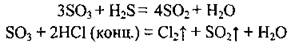 3SO₃ + H₂S = 4SO₂ + H₂O
SO₃ + 2HCl (конц.) = Cl₂↑ + SO₂↑ + H₂O